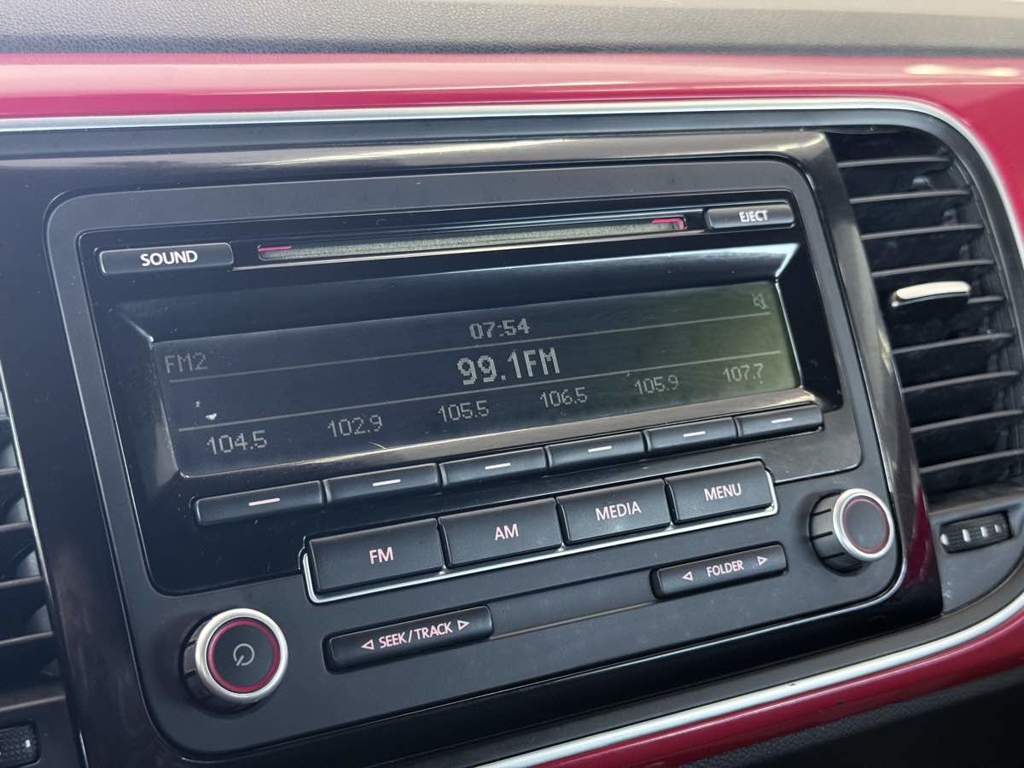 SOUND
EJECT
07:54
FM2
99.1FM
104.5 102.9 105.5 106.5 105.9 107.7
FM AM MEDIA MENU
SEEK/TRACK FOLDER